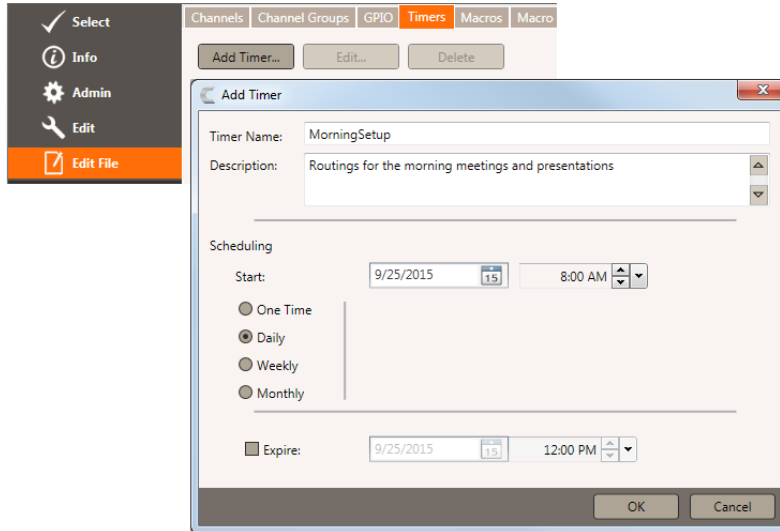 Select
Info
Admin
Edit
Edit File
Channels Channel Groups GPIO Timers Macros Macro
Add Timer... Edit... Delete
Add Timer
Timer Name: MorningSetup
Description: Routings for the morning meetings and presentations
Scheduling
Start: 9/25/2015 15 8:00 AM
One Time
Daily
Weekly
Monthly
Expire: 9/25/2015 15 12:00 PM
OK Cancel